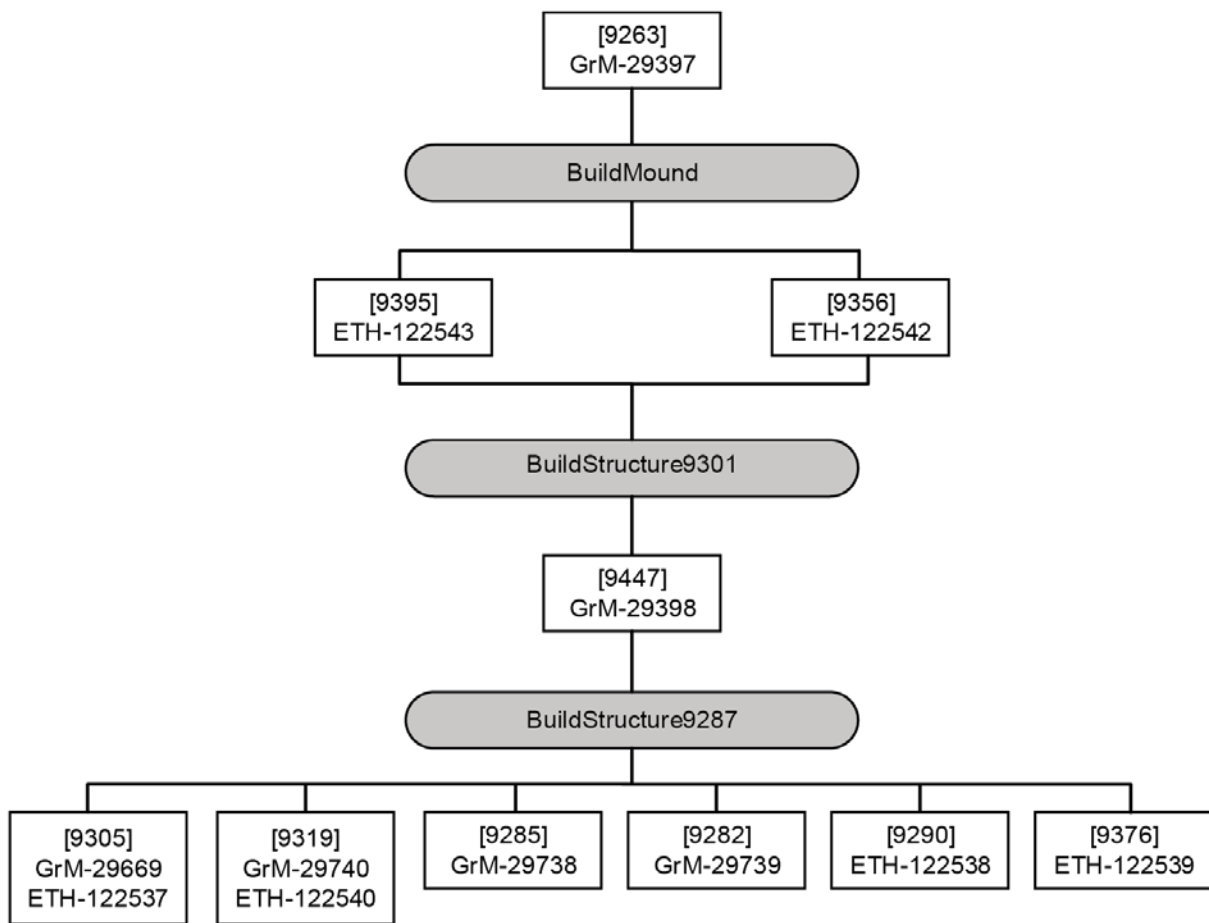 [9263]
GrM-29397
BuildMound
[9395]
ETH-122543
[9356]
ETH-122542
BuildStructure9301
[9447]
GrM-29398
BuildStructure9287
[9305]
GrM-29669
ETH-122537
[9319]
GrM-29740
ETH-122540
[9285]
GrM-29738
[9282]
GrM-29739
[9290]
ETH-122538
[9376]
ETH-122539